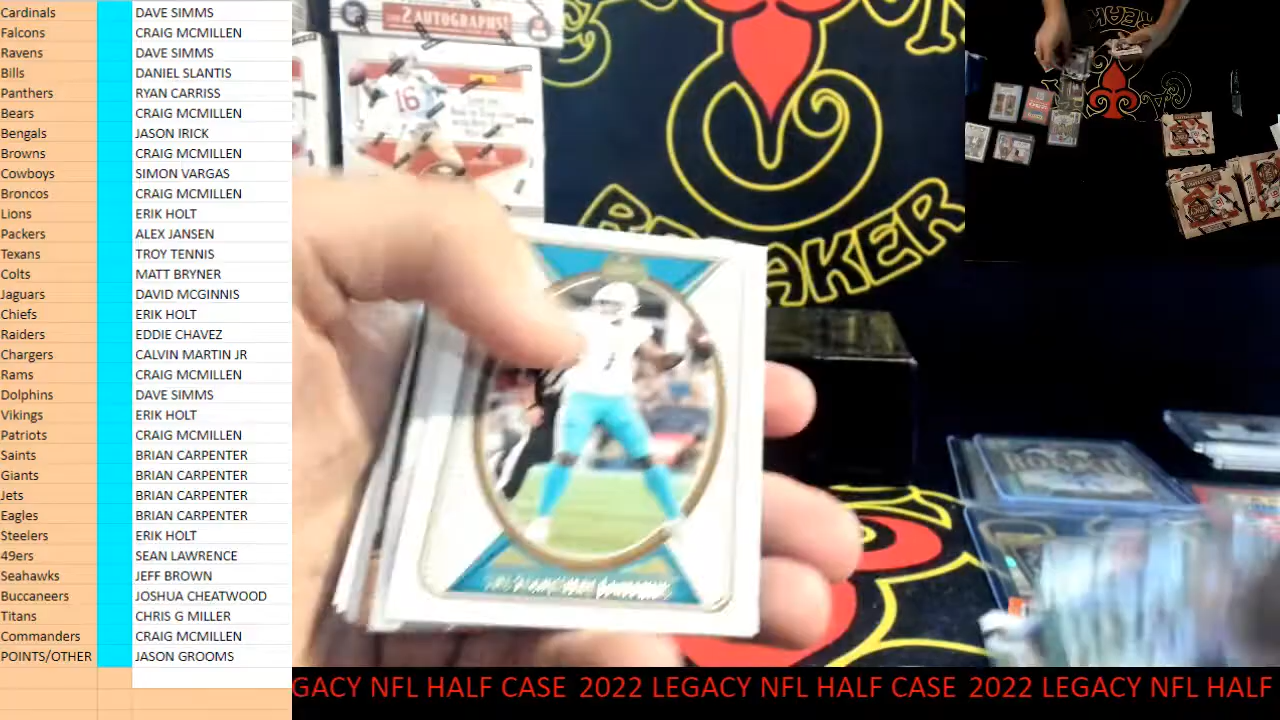 Cardinals DAVE SIMMS
Falcons CRAIG MCMILLEN
Ravens DAVE SIMMS
Bills DANIEL SLANTIS
Panthers RYAN CARRISS
Bears CRAIG MCMILLEN
Bengals JASON IRICK
Browns CRAIG MCMILLEN
Cowboys SIMON VARGAS
Broncos CRAIG MCMILLEN
Lions ERIK HOLT
Packers ALEX JANSEN
Texans TROY TENNIS
Colts MATT BRYNER
Jaguars DAVID MCGINNIS
Chiefs ERIK HOLT
Raiders EDDIE CHAVEZ
Chargers CALVIN MARTIN JR
Rams CRAIG MCMILLEN
Dolphins DAVE SIMMS
Vikings ERIK HOLT
Patriots CRAIG MCMILLEN
Saints BRIAN CARPENTER
Giants BRIAN CARPENTER
Jets BRIAN CARPENTER
Eagles BRIAN CARPENTER
Steelers ERIK HOLT
49ers SEAN LAWRENCE
Seahawks JEFF BROWN
Buccaneers JOSHUA CHEATWOOD
Titans CHRIS G MILLER
Commanders CRAIG MCMILLEN
POINTS/OTHER JASON GROOMS
2 AUTOGRAPHS!
16
BREAKER
GACY NFL HALF CASE 2022 LEGACY NFL HALF CASE 2022 LEGACY NFL HALF